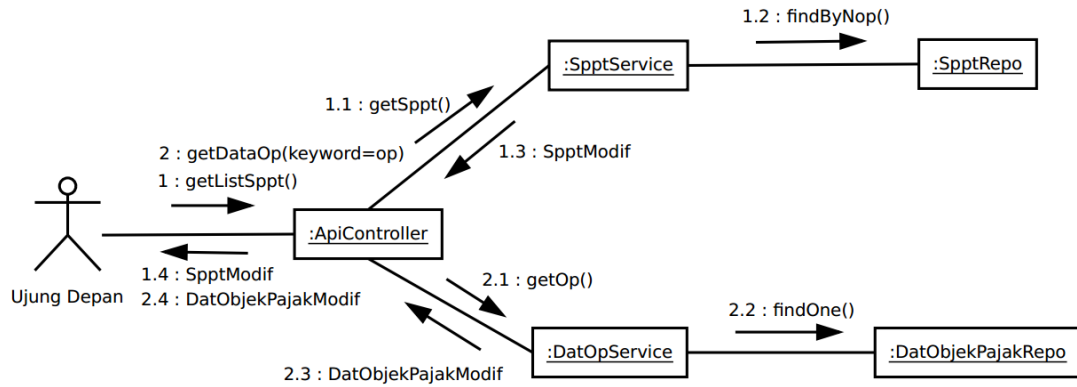 1.2 : findByNop()
:SpptService
:SpptRepo
1.1 : getSppt()
1.3 : SpptModif
2 : getDataOp(keyword=op)
1 : getListSppt()
:ApiController
Ujung Depan
1.4 : SpptModif
2.4 : DatObjekPajakModif
2.1 : getOp()
2.2 : findOne()
:DatOpService
:DatObjekPajakRepo
2.3 : DatObjekPajakModif